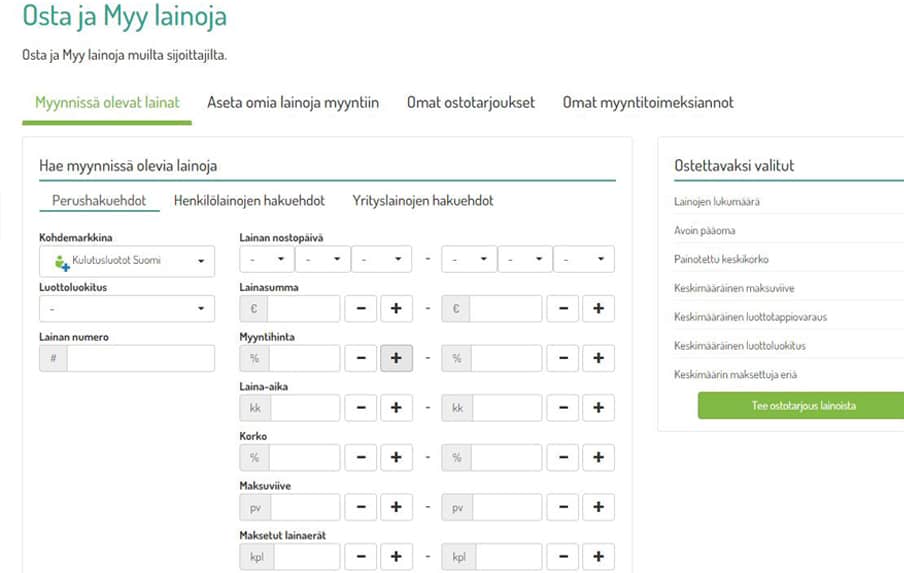 Osta ja Myy lainoja
Osta ja Myy lainoja muilta sijoittajilta.
Myynnissä olevat lainat
Aseta omia lainoja myyntiin
Omat ostotarjoukset
Omat myyntitoimeksiannot
Hae myynnissä olevia lainoja
Perushakuehdot
Henkilölainojen hakuehdot
Yrityslainojen hakuehdot
Kohdemarkkina
Kulutusluotot Suomi
Luottoluokitus
-
Lainan numero
#
Lainan nostopäivä
- - - - - - -
Lainasumma
€ − + - € − +
Myyntihinta
% − + - % − +
Laina-aika
kk − + - kk − +
Korko
% − + - % − +
Maksuviive
pv − + - pv − +
Maksetut lainaerät
kpl − + - kpl − +
Ostettavaksi valitut
Lainojen lukumäärä
Avoin pääoma
Painotettu keskikorko
Keskimääräinen maksuviive
Keskimääräinen luottotappiovaraus
Keskimääräinen luottoluokitus
Keskimäärin maksettuja eriä
Tee ostotarjous lainoista